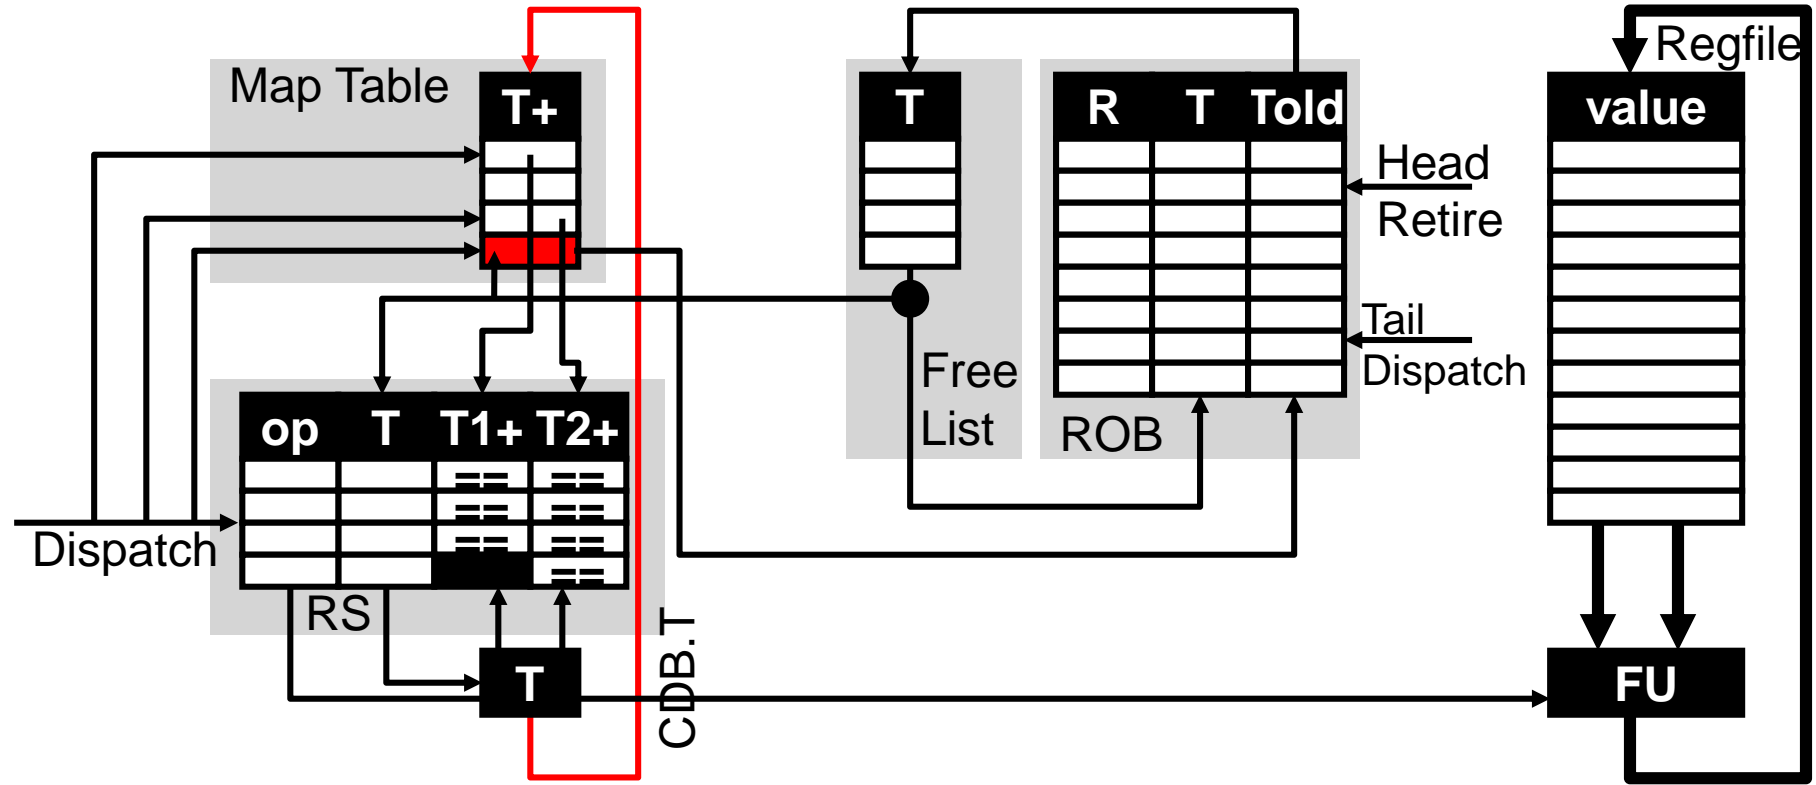 Map Table
T+
T
R T Told
value
Regfile
Head
Retire
Tail
Dispatch
Free
List
ROB
op T T1+ T2+
== ==
== ==
== ==
==
Dispatch
RS
CDB.T
T
FU